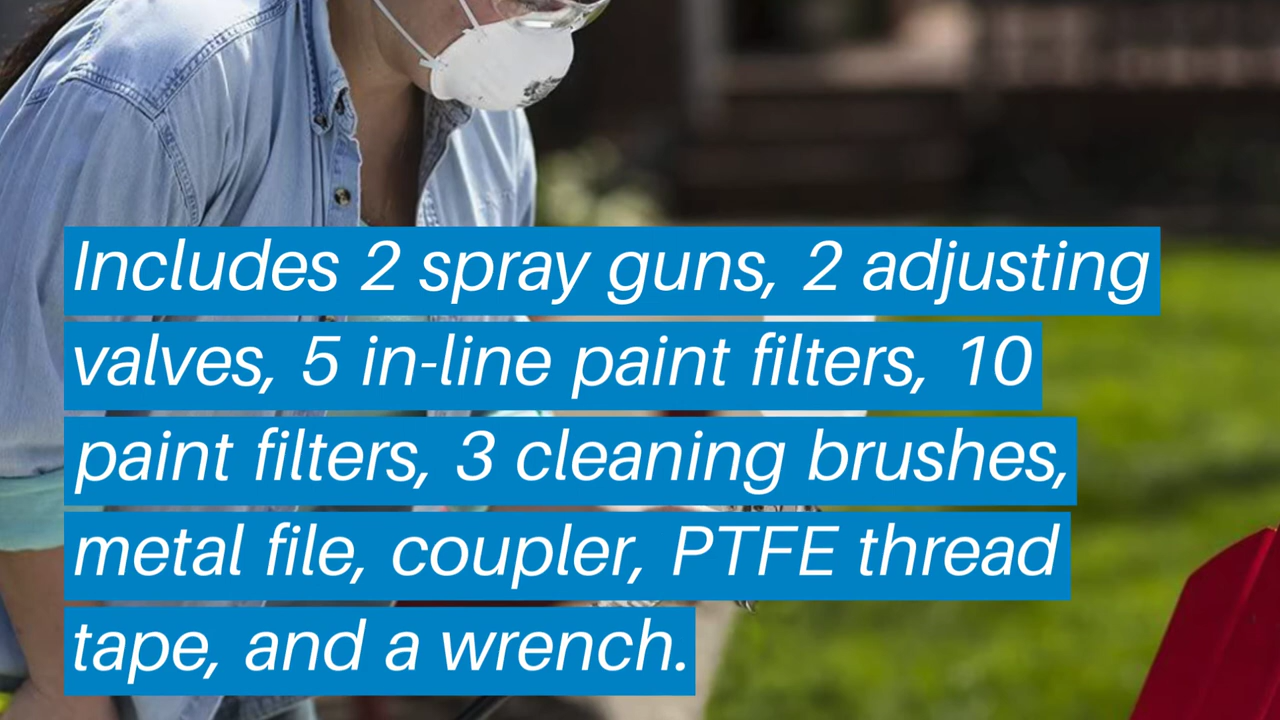 Includes 2 spray guns, 2 adjusting
valves, 5 in-line paint filters, 10
paint filters, 3 cleaning brushes,
metal file, coupler, PTFE thread
tape, and a wrench.